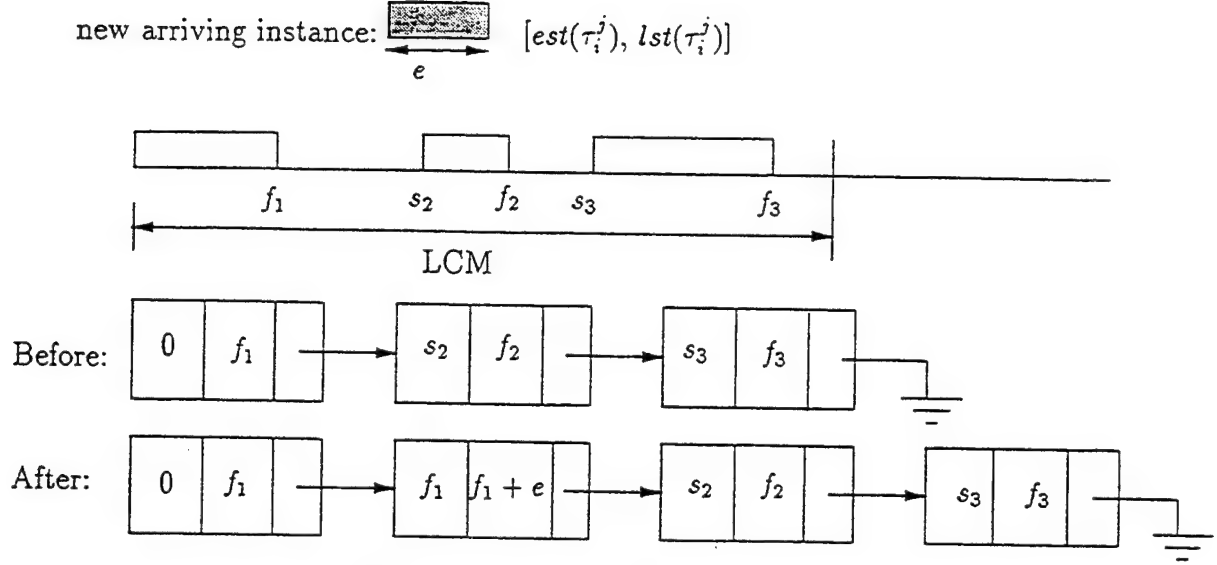 new arriving instance: [est(τ_i^j), lst(τ_i^j)]
e
f₁ s₂ f₂ s₃ f₃
LCM
Before: 0 f₁ s₂ f₂ s₃ f₃
After: 0 f₁ f₁ f₁ + e s₂ f₂ s₃ f₃